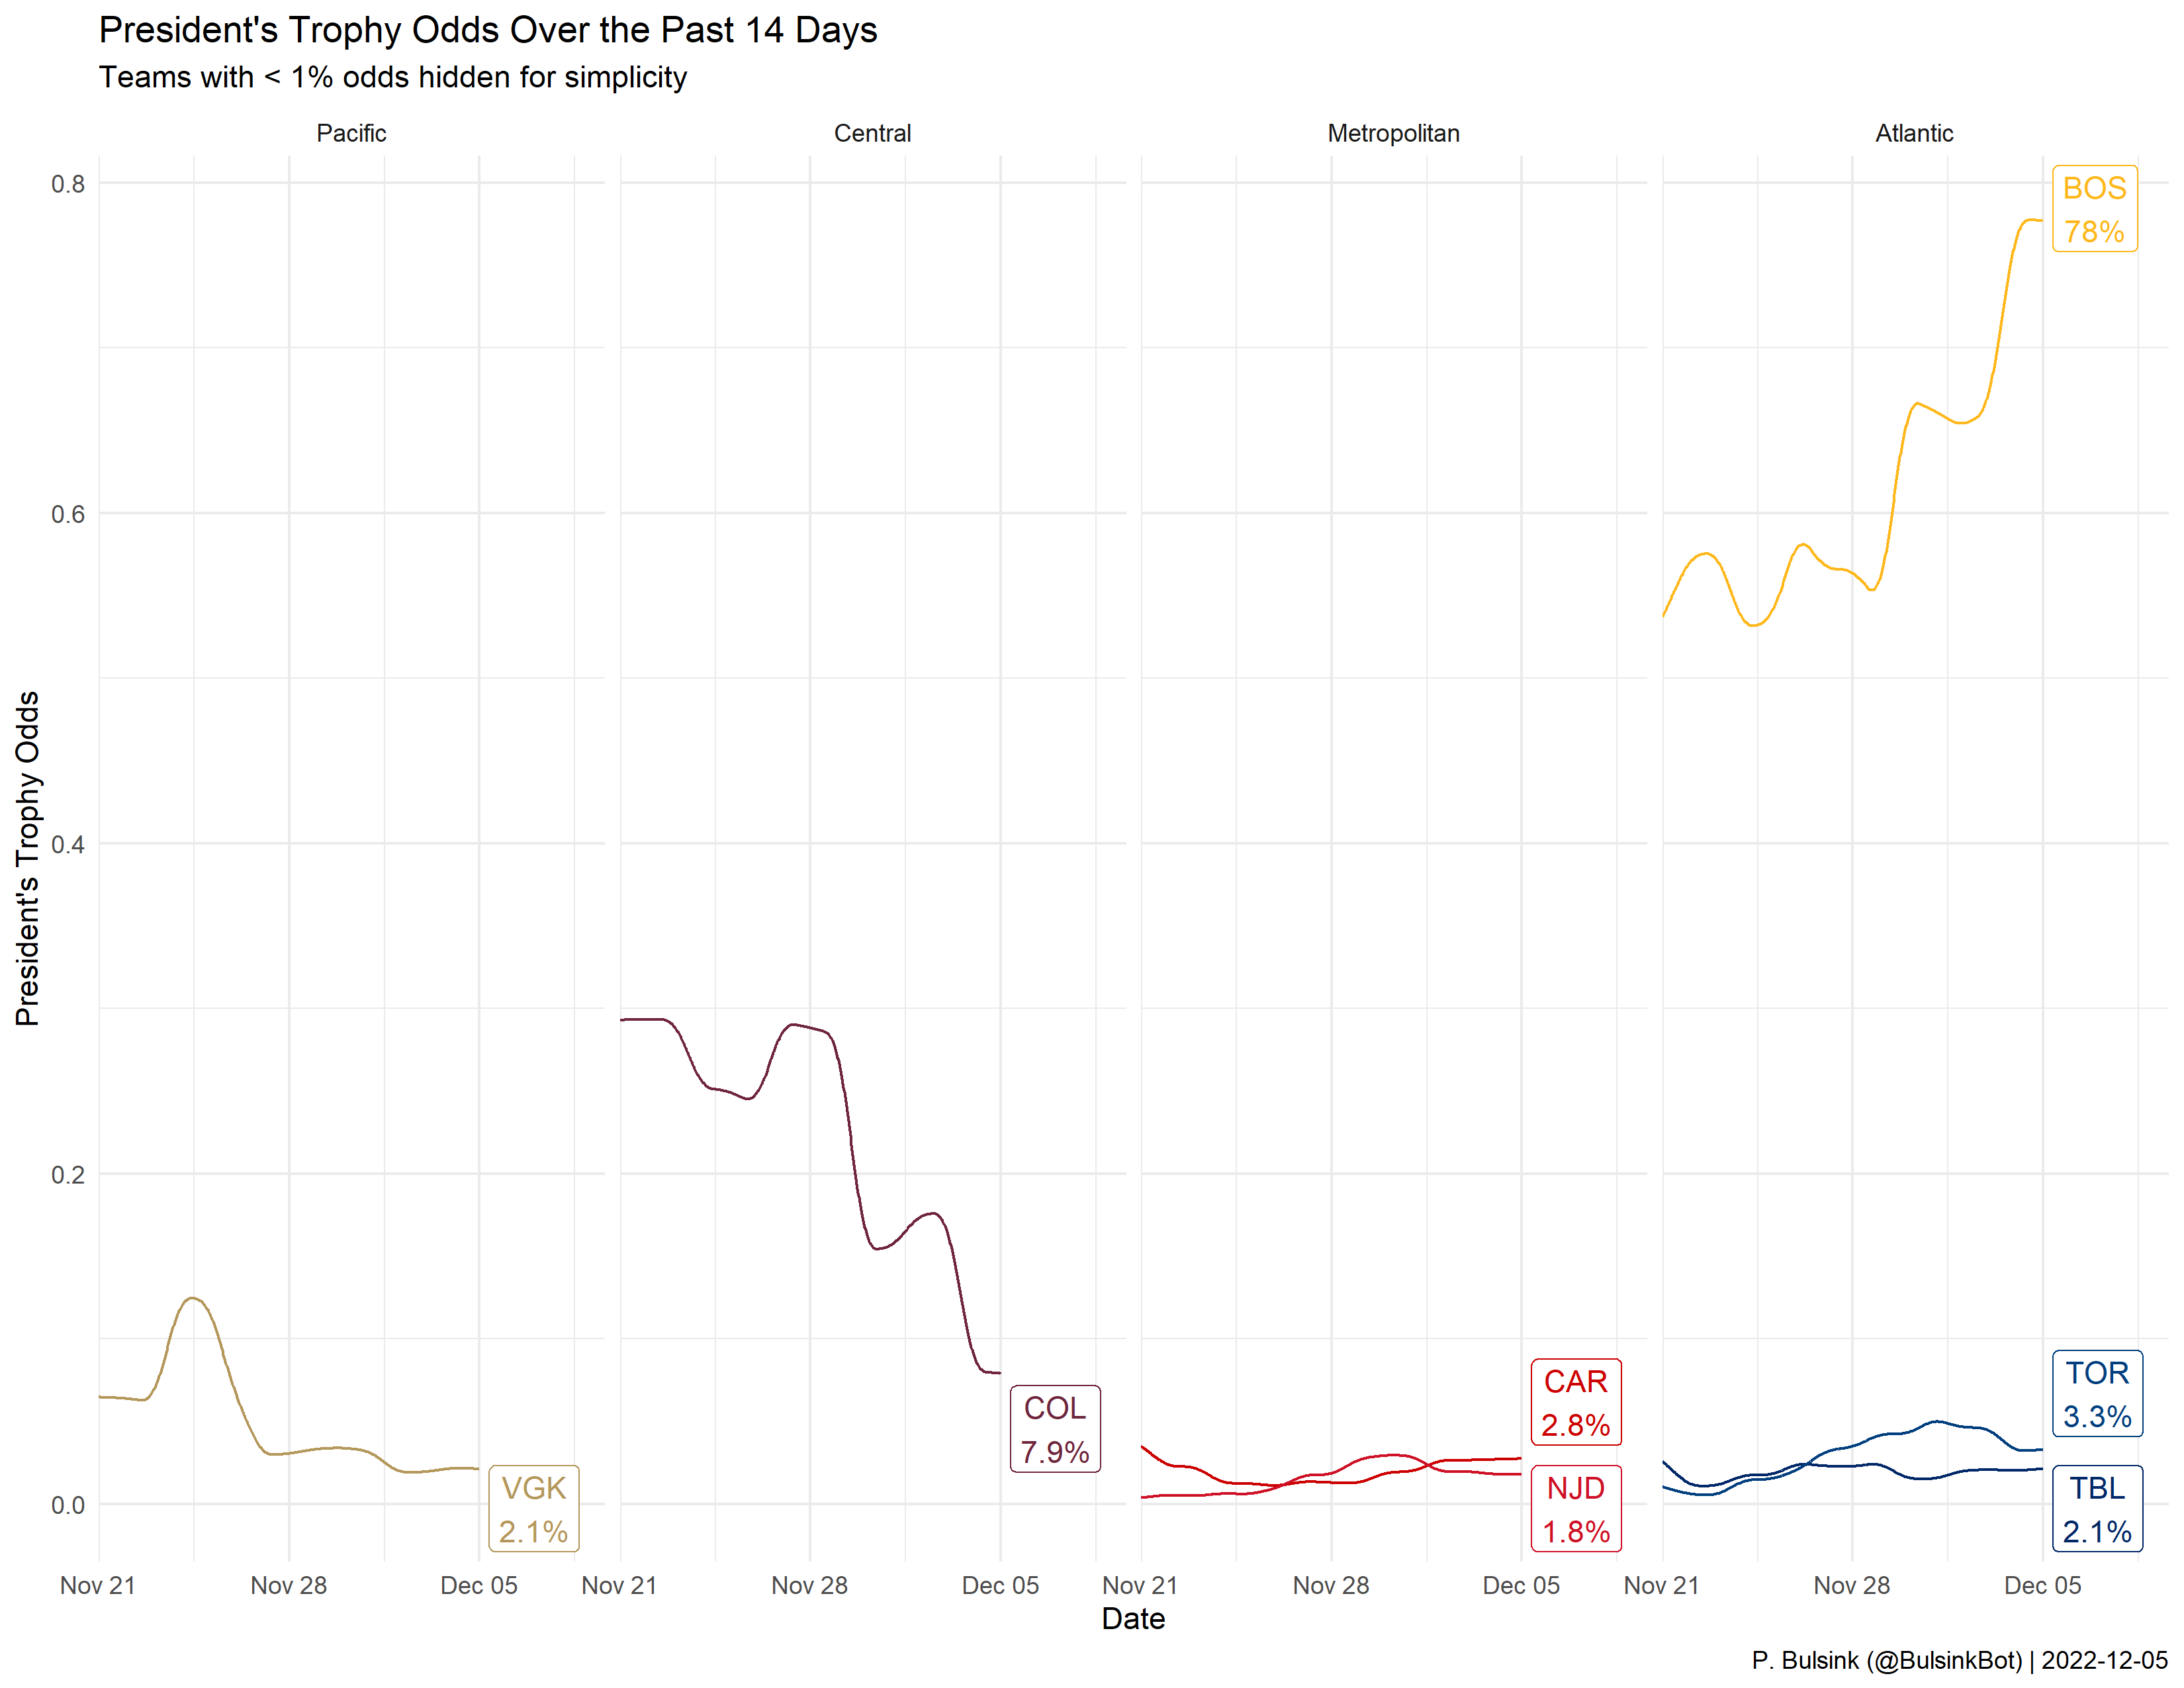 President's Trophy Odds Over the Past 14 Days
Teams with < 1% odds hidden for simplicity
Pacific
Central
Metropolitan
Atlantic
President's Trophy Odds
0.8
0.6
0.4
0.2
0.0
BOS
78%
COL
7.9%
CAR
2.8%
TOR
3.3%
VGK
2.1%
NJD
1.8%
TBL
2.1%
Nov 21
Nov 28
Dec 05
Nov 21
Nov 28
Dec 05
Nov 21
Nov 28
Dec 05
Nov 21
Nov 28
Dec 05
Date
P. Bulsink (@BulsinkBot) | 2022-12-05